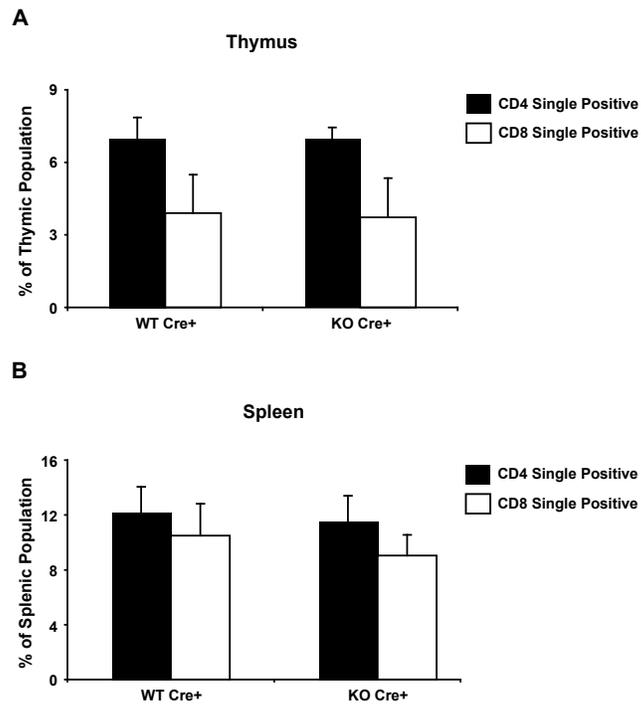 A
Thymus
% of Thymic Population
9
6
3
0
WT Cre+
KO Cre+
CD4 Single Positive
CD8 Single Positive
B
Spleen
% of Splenic Population
16
12
8
4
0
WT Cre+
KO Cre+
CD4 Single Positive
CD8 Single Positive